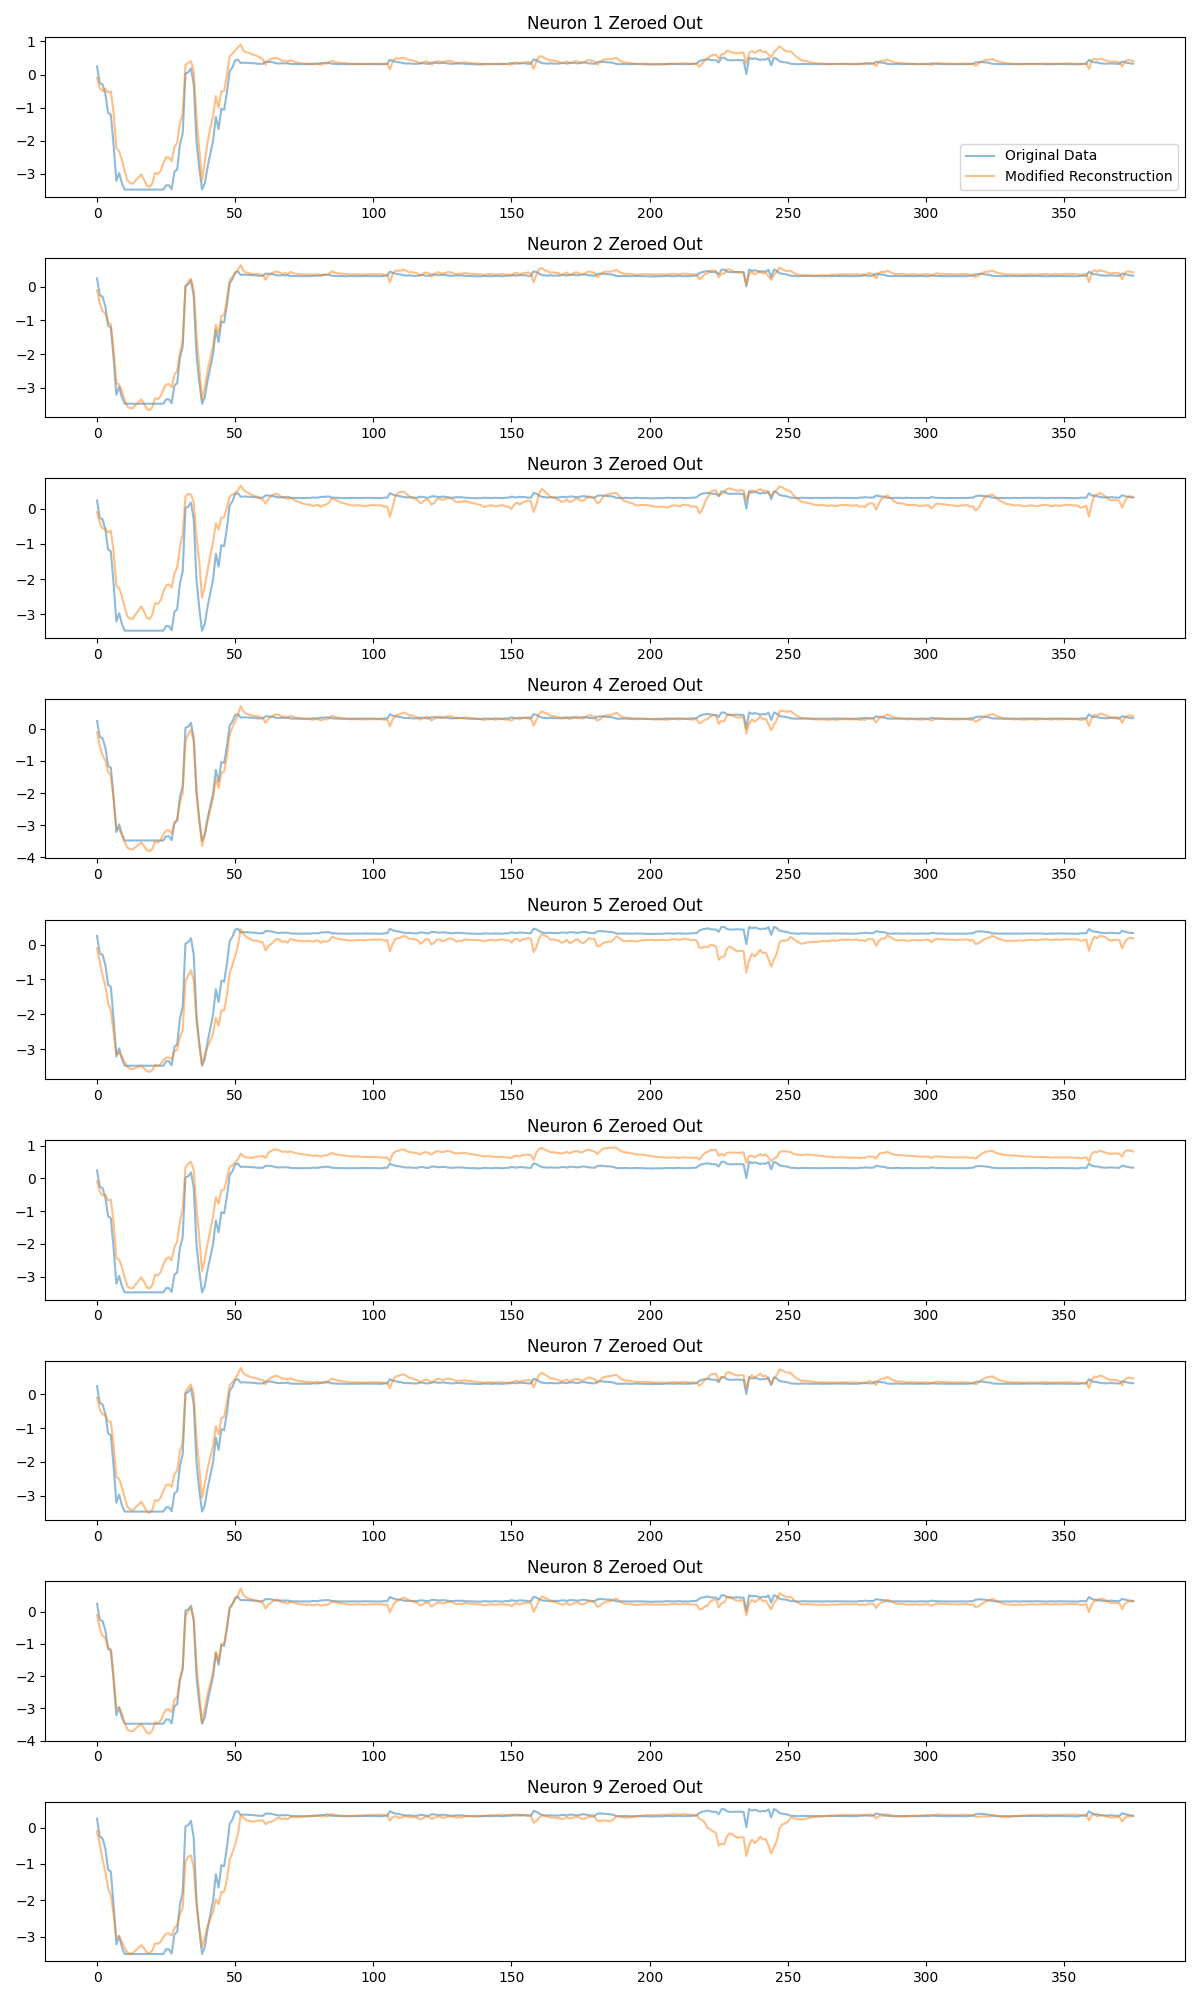 Neuron 1 Zeroed Out
1
0
−1
−2
−3
Original Data
Modified Reconstruction
0 50 100 150 200 250 300 350
Neuron 2 Zeroed Out
0
−1
−2
−3
0 50 100 150 200 250 300 350
Neuron 3 Zeroed Out
0
−1
−2
−3
0 50 100 150 200 250 300 350
Neuron 4 Zeroed Out
0
−1
−2
−3
−4
0 50 100 150 200 250 300 350
Neuron 5 Zeroed Out
0
−1
−2
−3
0 50 100 150 200 250 300 350
Neuron 6 Zeroed Out
1
0
−1
−2
−3
0 50 100 150 200 250 300 350
Neuron 7 Zeroed Out
0
−1
−2
−3
0 50 100 150 200 250 300 350
Neuron 8 Zeroed Out
0
−1
−2
−3
−4
0 50 100 150 200 250 300 350
Neuron 9 Zeroed Out
0
−1
−2
−3
0 50 100 150 200 250 300 350